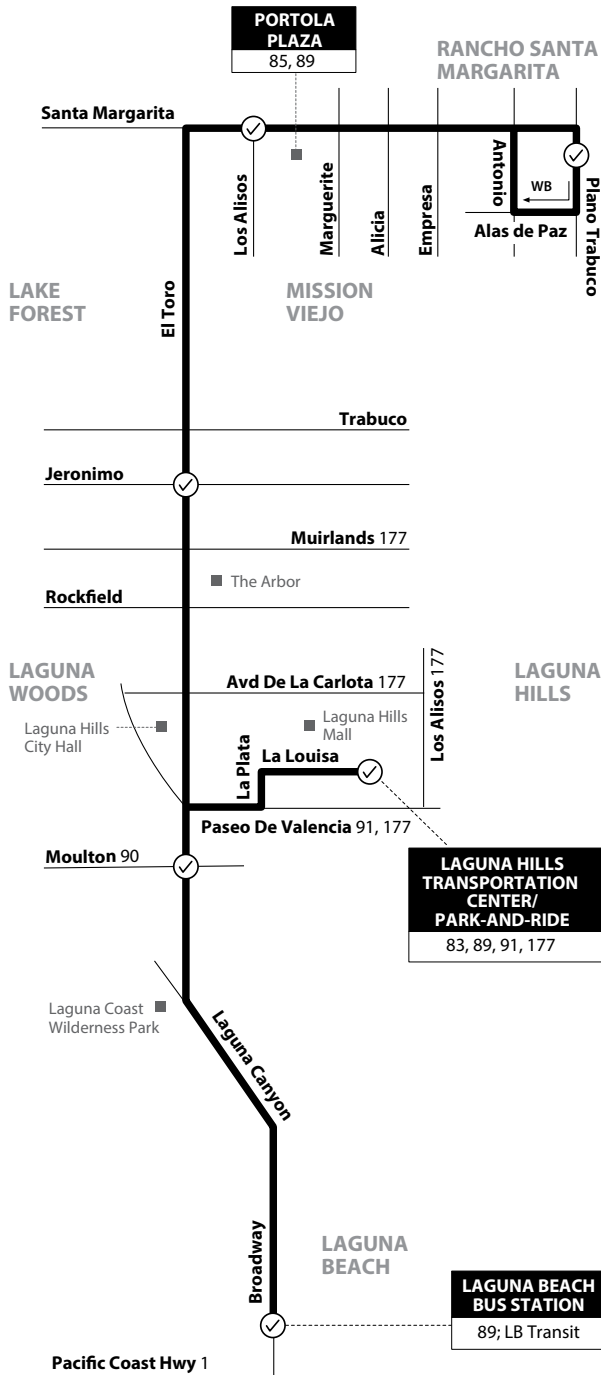 PORTOLA
PLAZA
85, 89
RANCHO SANTA
MARGARITA
Santa Margarita
Los Alisos
Marguerite
Alicia
Empresa
Antonio
WB
Plano Trabuco
Alas de Paz
LAKE
FOREST
El Toro
MISSION
VIEJO
Trabuco
Jeronimo
Muirlands 177
The Arbor
Rockfield
LAGUNA
WOODS
Avd De La Carlota 177
Los Alisos 177
LAGUNA
HILLS
Laguna Hills
City Hall
Laguna Hills
Mall
La Plata
La Louisa
Paseo De Valencia 91, 177
Moulton 90
LAGUNA HILLS
TRANSPORTATION
CENTER/
PARK-AND-RIDE
83, 89, 91, 177
Laguna Coast
Wilderness Park
Laguna Canyon
Broadway
LAGUNA
BEACH
LAGUNA BEACH
BUS STATION
89; LB Transit
Pacific Coast Hwy 1